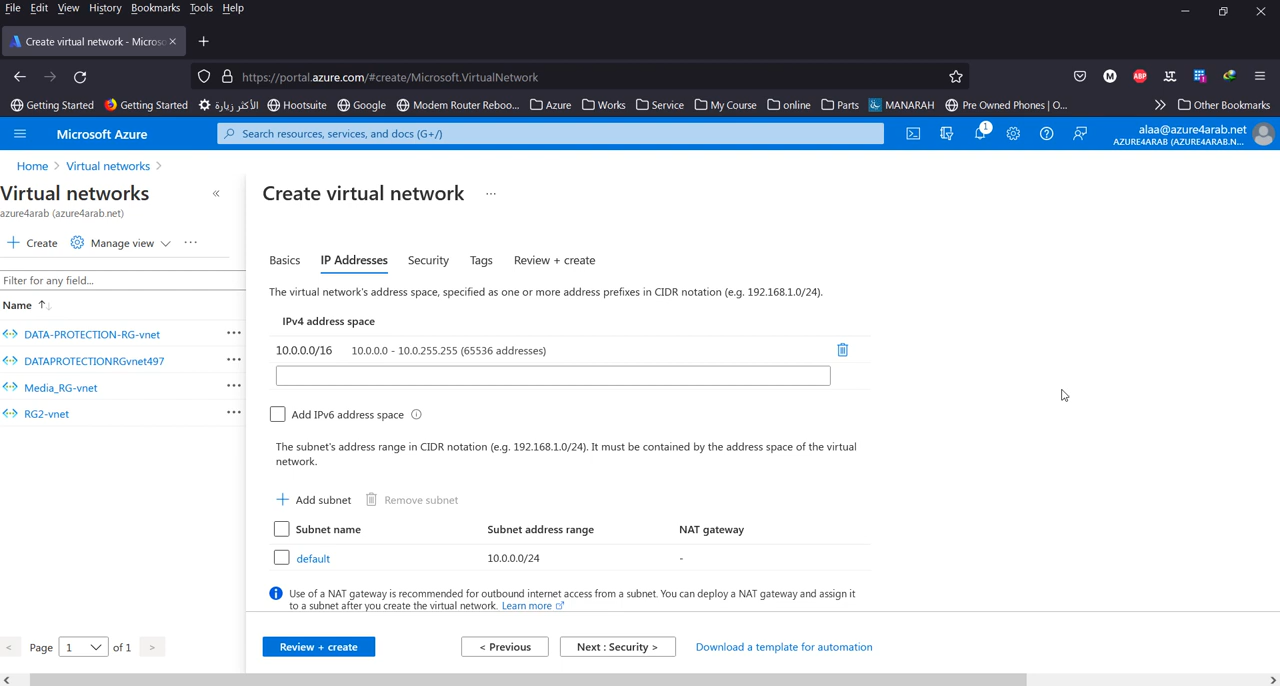 File Edit View History Bookmarks Tools Help
Create virtual network - Microso
https://portal.azure.com/#create/Microsoft.VirtualNetwork
Getting Started Getting Started الأكثر زيارة Hootsuite Google Modem Router Reboo... Azure Works Service My Course online Parts MANARAH Pre Owned Phones | O... Other Bookmarks
Microsoft Azure Search resources, services, and docs (G+/) 1 alaa@azure4arab.net
AZURE4ARAB (AZURE4ARAB.N...
Home > Virtual networks >
Virtual networks «
azure4arab (azure4arab.net)
+ Create Manage view ...
Filter for any field...
Name ↑↓
DATA-PROTECTION-RG-vnet ...
DATAPROTECTIONRGvnet497 ...
Media_RG-vnet ...
RG2-vnet ...
< Page 1 of 1 >
Create virtual network ...
Basics IP Addresses Security Tags Review + create
The virtual network's address space, specified as one or more address prefixes in CIDR notation (e.g. 192.168.1.0/24).
IPv4 address space
10.0.0.0/16 10.0.0.0 - 10.0.255.255 (65536 addresses)
Add IPv6 address space
The subnet's address range in CIDR notation (e.g. 192.168.1.0/24). It must be contained by the address space of the virtual
network.
+ Add subnet Remove subnet
Subnet name Subnet address range NAT gateway
default 10.0.0.0/24 -
Use of a NAT gateway is recommended for outbound internet access from a subnet. You can deploy a NAT gateway and assign it
to a subnet after you create the virtual network. Learn more
Review + create < Previous Next : Security > Download a template for automation